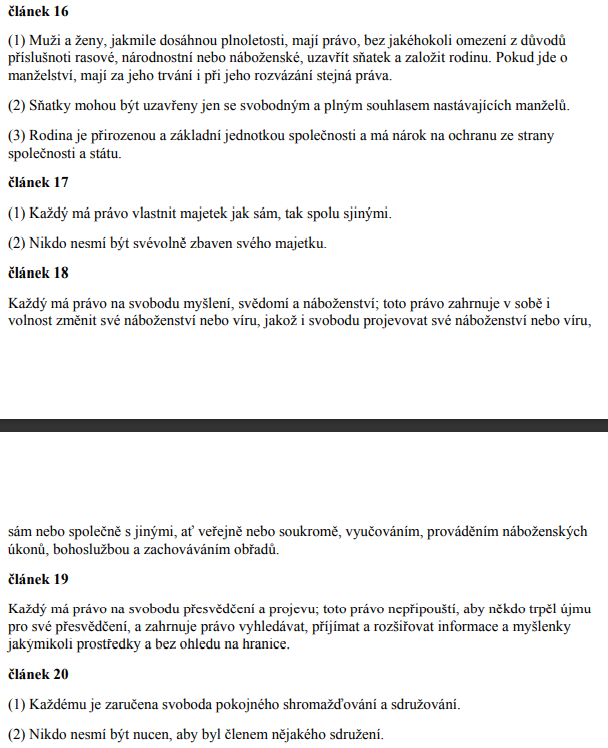 článek 16
(1) Muži a ženy, jakmile dosáhnou plnoletosti, mají právo, bez jakéhokoli omezení z důvodů
příslušnoti rasové, národnostní nebo náboženské, uzavřít sňatek a založit rodinu. Pokud jde o
manželství, mají za jeho trvání i při jeho rozvázání stejná práva.
(2) Sňatky mohou být uzavřeny jen se svobodným a plným souhlasem nastávajících manželů.
(3) Rodina je přirozenou a základní jednotkou společnosti a má nárok na ochranu ze strany
společnosti a státu.
článek 17
(1) Každý má právo vlastnit majetek jak sám, tak spolu sjinými.
(2) Nikdo nesmí být svévolně zbaven svého majetku.
článek 18
Každý má právo na svobodu myšlení, svědomí a náboženství; toto právo zahrnuje v sobě i
volnost změnit své náboženství nebo víru, jakož i svobodu projevovat své náboženství nebo víru,
sám nebo společně s jinými, ať veřejně nebo soukromě, vyučováním, prováděním náboženských
úkonů, bohoslužbou a zachováváním obřadů.
článek 19
Každý má právo na svobodu přesvědčení a projevu; toto právo nepřipouští, aby někdo trpěl újmu
pro své přesvědčení, a zahrnuje právo vyhledávat, příjímat a rozšiřovat informace a myšlenky
jakýmikoli prostředky a bez ohledu na hranice.
článek 20
(1) Každému je zaručena svoboda pokojného shromažďování a sdružování.
(2) Nikdo nesmí být nucen, aby byl členem nějakého sdružení.